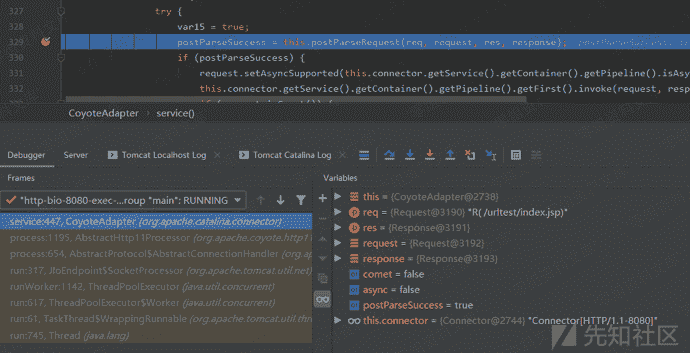 327 try {
328 var15 = true;
329 postParseSuccess = this.postParseRequest(req, request, res, response);
330 if (postParseSuccess) {
331 request.setAsyncSupported(this.connector.getService().getContainer().getPipeline().isAs
332 this.connector.getService().getContainer().getPipeline().getFirst().invoke(request, resp
CoyoteAdapter › service()
Debugger Server Tomcat Localhost Log Tomcat Catalina Log
Frames Variables
"http-bio-8080-exec-...roup "main": RUNNING
service:447, CoyoteAdapter (org.apache.catalina.connector)
process:1195, AbstractHttp11Processor (org.apache.coyote.http1
process:654, AbstractProtocol$AbstractConnectionHandler (org.ap
run:317, JIoEndpoint$SocketProcessor (org.apache.tomcat.util.net)
runWorker:1142, ThreadPoolExecutor (java.util.concurrent)
run:617, ThreadPoolExecutor$Worker (java.util.concurrent)
run:61, TaskThread$WrappingRunnable (org.apache.tomcat.util.thr
run:745, Thread (java.lang)
this = {CoyoteAdapter@2738}
req = {Request@3190} "R( /urltest/index.jsp)"
res = {Response@3191}
request = {Request@3192}
response = {Response@3193}
comet = false
async = false
postParseSuccess = true
this.connector = {Connector@2744} "Connector[HTTP/1.1-8080]"
先知社区